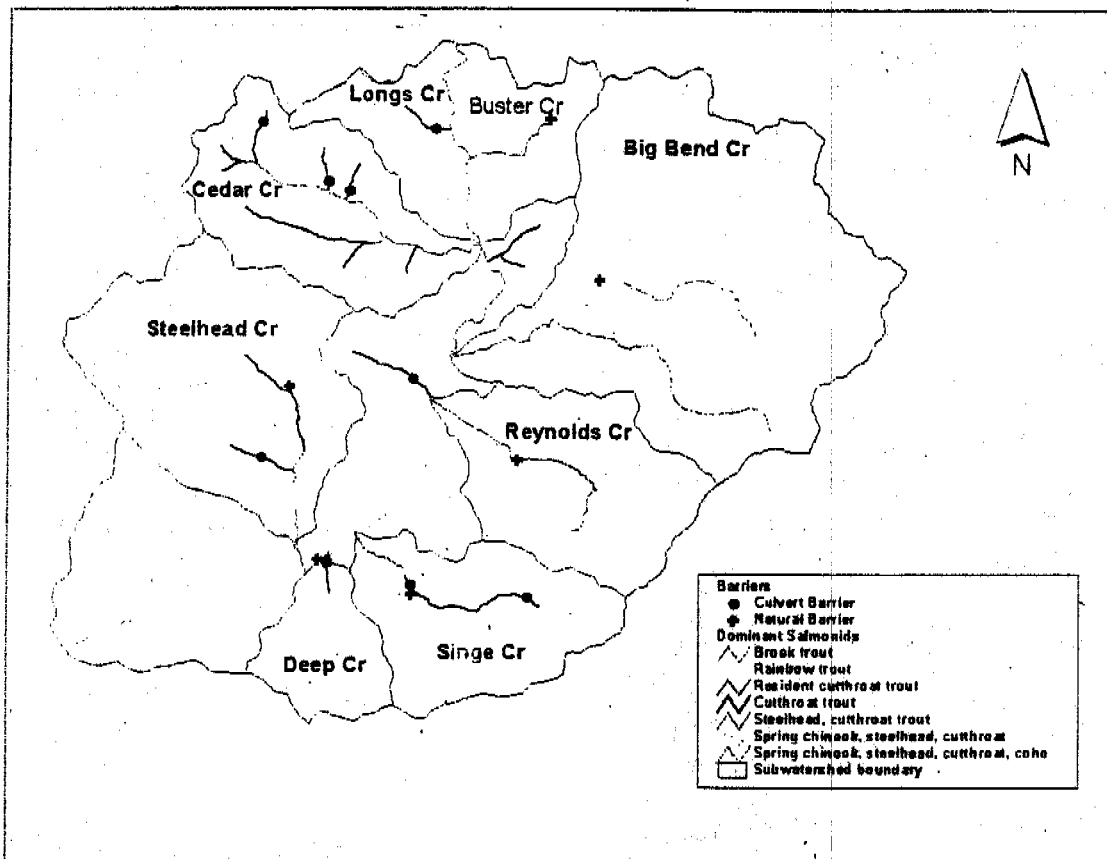 Longs Cr
Buster Cr
Big Bend Cr
N
Cedar Cr
Steelhead Cr
Reynolds Cr
Deep Cr
Singe Cr
Barriers
Culvert Barrier
Natural Barrier
Dominant Salmonids
Brook trout
Rainbow trout
Resident cutthroat trout
Cutthroat trout
Steelhead, cutthroat trout
Spring chinook, steelhead, cutthroat
Spring chinook, steelhead, cutthroat, coho
Subwatershed boundary